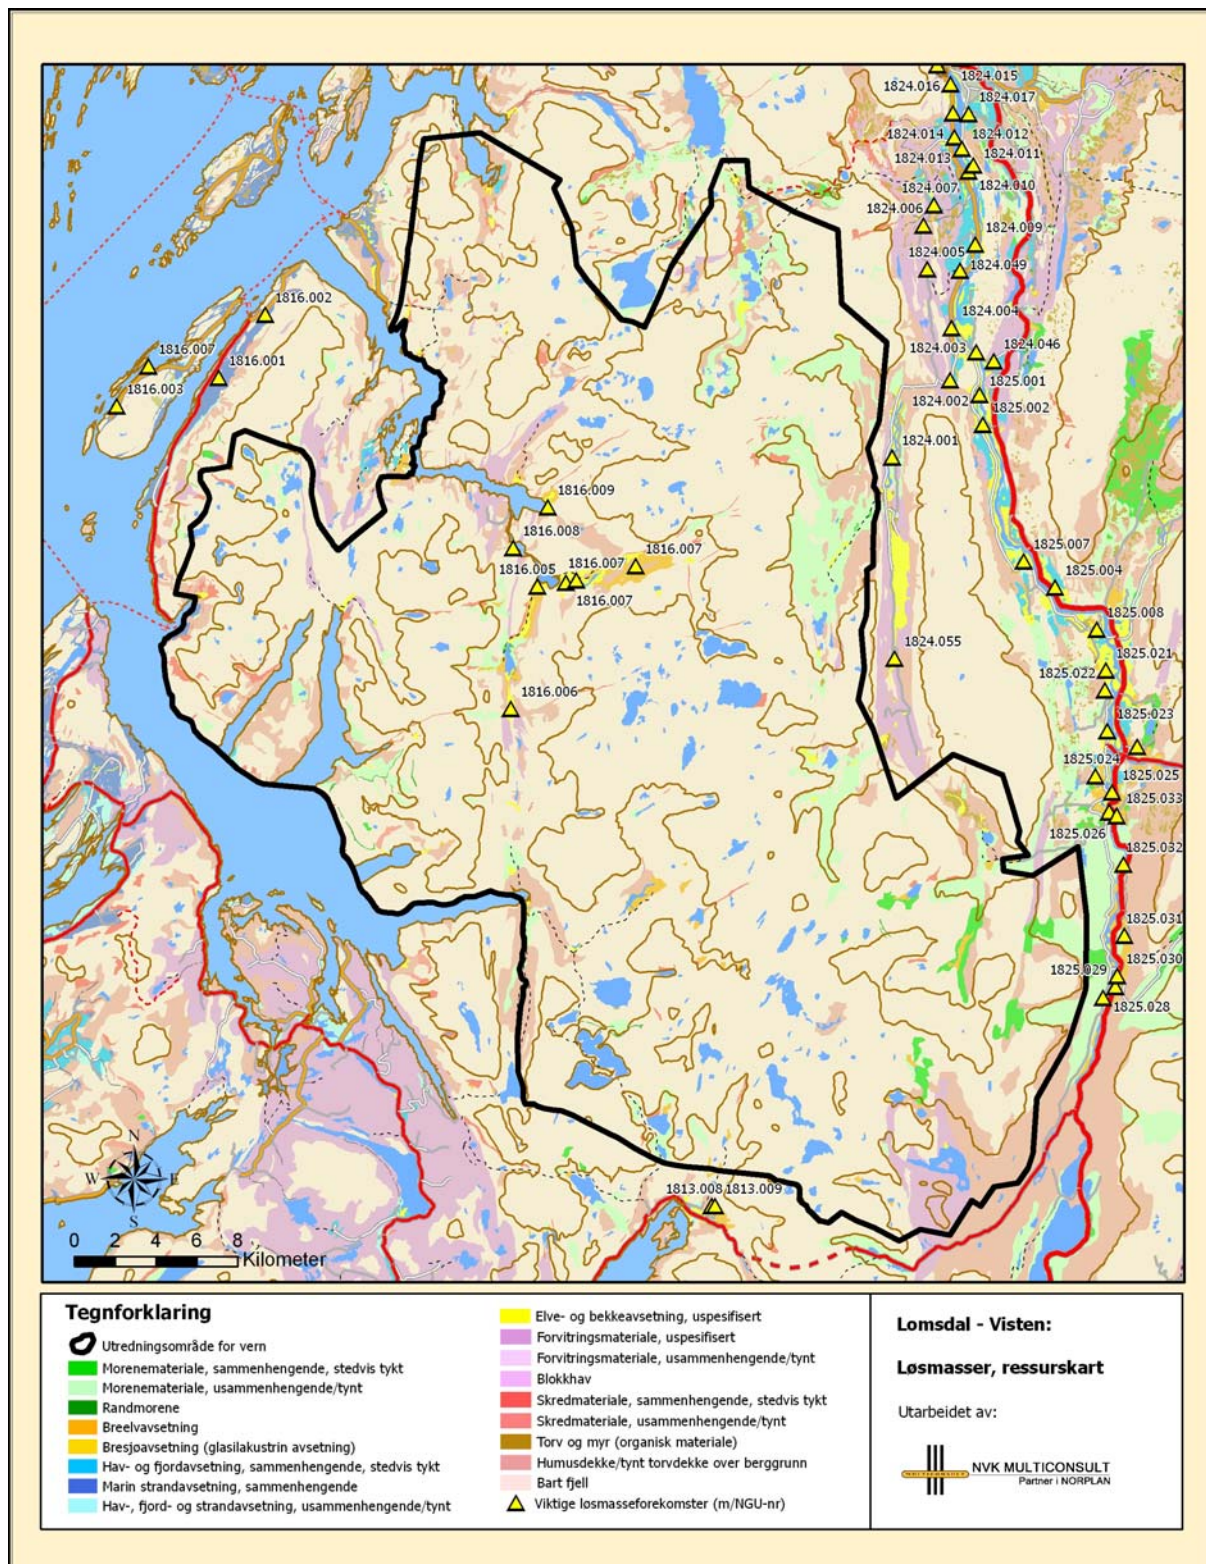 1824.015
1824.016
1824.017
1824.014
1824.012
1824.013
1824.011
1824.007
1824.010
1824.006
1824.009
1824.005
1824.049
1816.002
1824.004
1816.007
1816.001
1824.003
1824.046
1816.003
1825.001
1824.002
1825.002
1824.001
1816.009
1816.008
1825.007
1816.007
1816.005
1816.007
1825.004
1816.007
1825.008
1825.021
1824.055
1825.022
1816.006
1825.023
1825.024
1825.025
1825.033
1825.026
1825.032
1825.031
1825.030
1825.029
1825.028
N
W
E
S
1813.008
1813.009
0 2 4 6 8
Kilometer
Tegnforklaring
Utredningsområde for vern
Morenemateriale, sammenhengende, stedvis tykt
Morenemateriale, usammenhengende/tynt
Randmorene
Breelvavsetning
Bresjøavsetning (glasilakustrin avsetning)
Hav- og fjordavsetning, sammenhengende, stedvis tykt
Marin strandavsetning, sammenhengende
Hav-, fjord- og strandavsetning, usammenhengende/tynt
Elve- og bekkeavsetning, uspesifisert
Forvitringsmateriale, uspesifisert
Forvitringsmateriale, usammenhengende/tynt
Blokkhav
Skredmateriale, sammenhengende, stedvis tykt
Skredmateriale, usammenhengende/tynt
Torv og myr (organisk materiale)
Humusdekke/tynt torvdekke over berggrunn
Bart fjell
Viktige løsmasseforekomster (m/NGU-nr)
Lomsdal - Visten:
Løsmasser, ressurskart
Utarbeidet av:
MULTICONSULT
NVK MULTICONSULT
Partner i NORPLAN